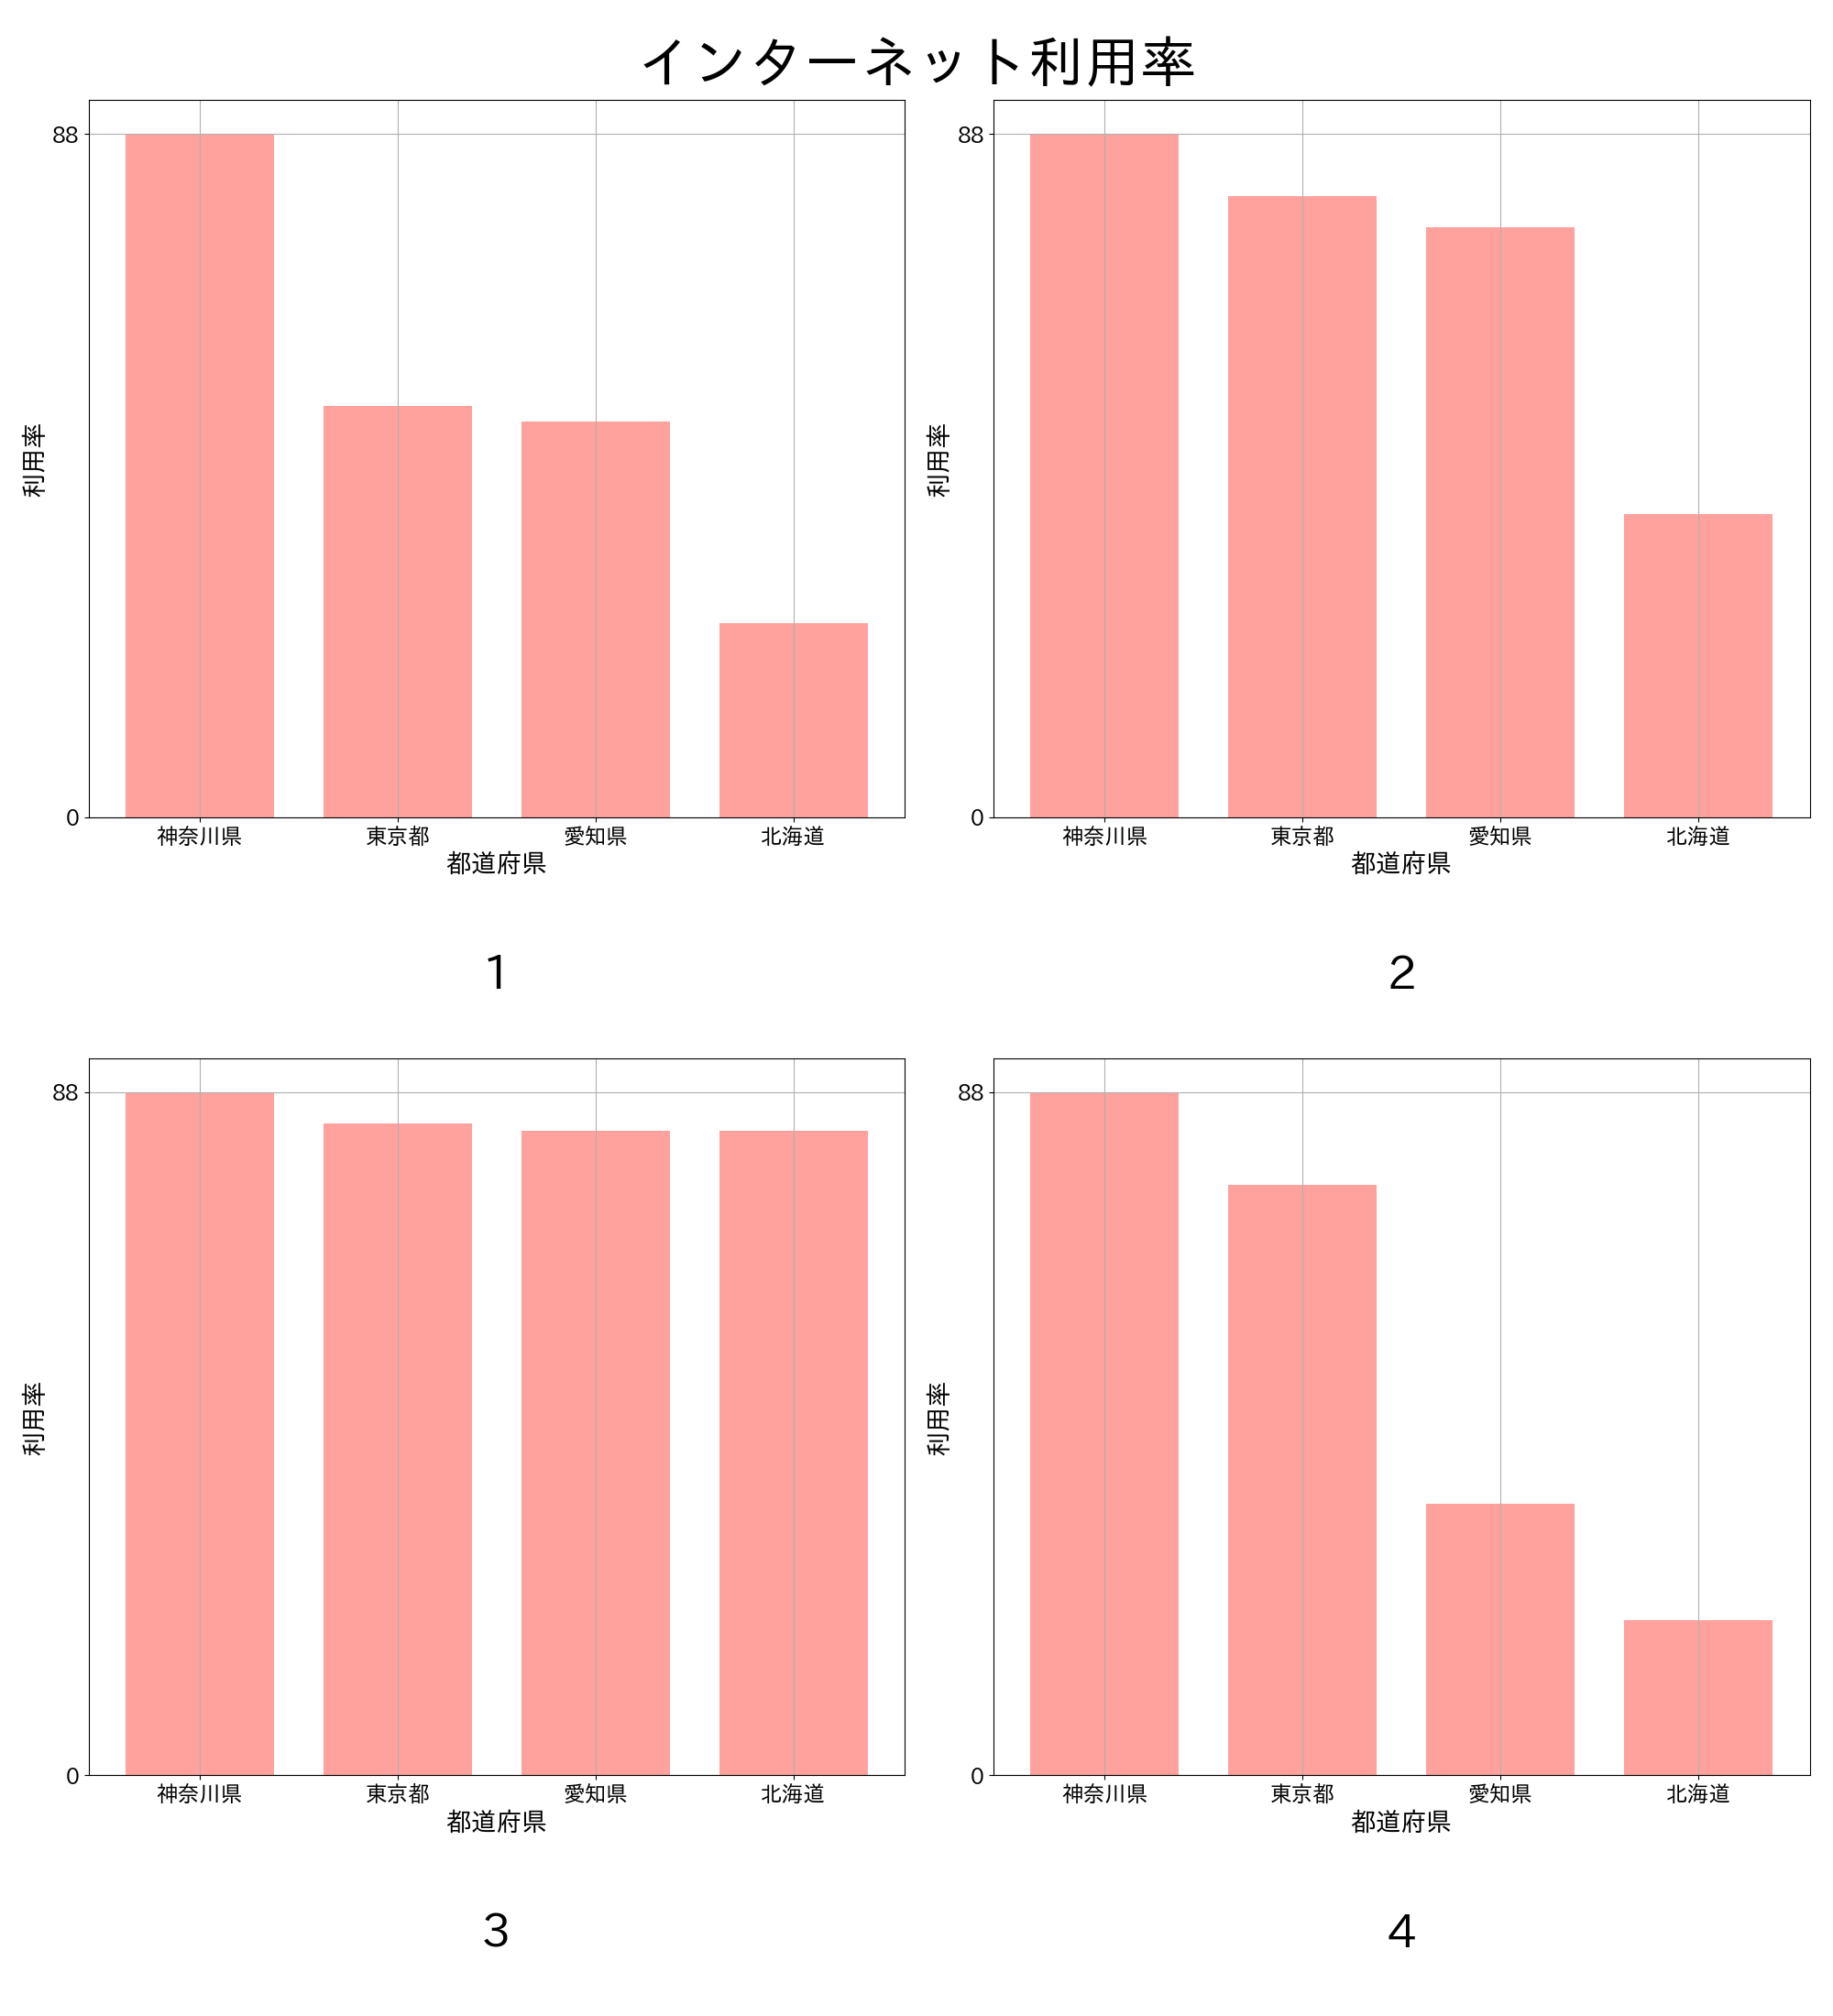 インターネット利用率
88
0
利用率
神奈川県 東京都 愛知県 北海道
都道府県
1
88
0
利用率
神奈川県 東京都 愛知県 北海道
都道府県
2
88
0
利用率
神奈川県 東京都 愛知県 北海道
都道府県
3
88
0
利用率
神奈川県 東京都 愛知県 北海道
都道府県
4